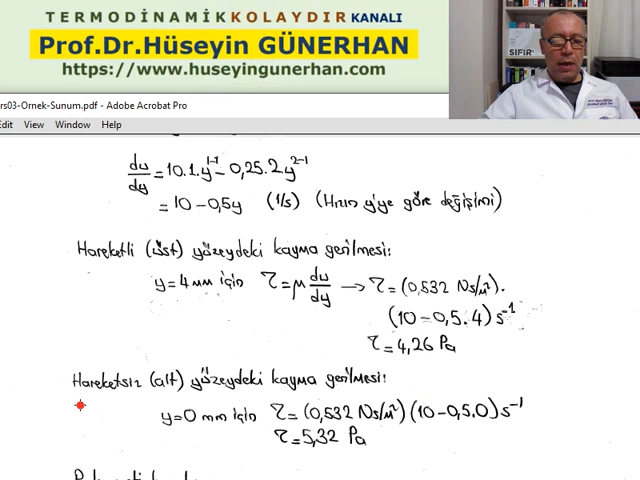 TERMODİNAMİK KOLAYDIR KANALI
Prof.Dr.Hüseyin GÜNERHAN
https://www.huseyingunerhan.com
rs03-Ornek-Sunum.pdf - Adobe Acrobat Pro
Edit View Window Help
du/dy = 10.1.y¹⁻¹ - 0,25.2y²⁻¹
= 10 - 0,5y (1/s) (Hızın y'ye göre değişimi)
Hareketli (üst) yüzeydeki kayma gerilmesi:
y=4 mm için τ = μ du/dy → τ = (0,532 Ns/m²).
(10 - 0,5.4) s⁻¹
τ = 4,26 Pa
Hareketsiz (alt) yüzeydeki kayma gerilmesi:
y=0 mm için τ = (0,532 Ns/m²) (10 - 0,5.0) s⁻¹
τ = 5,32 Pa
SIFIR